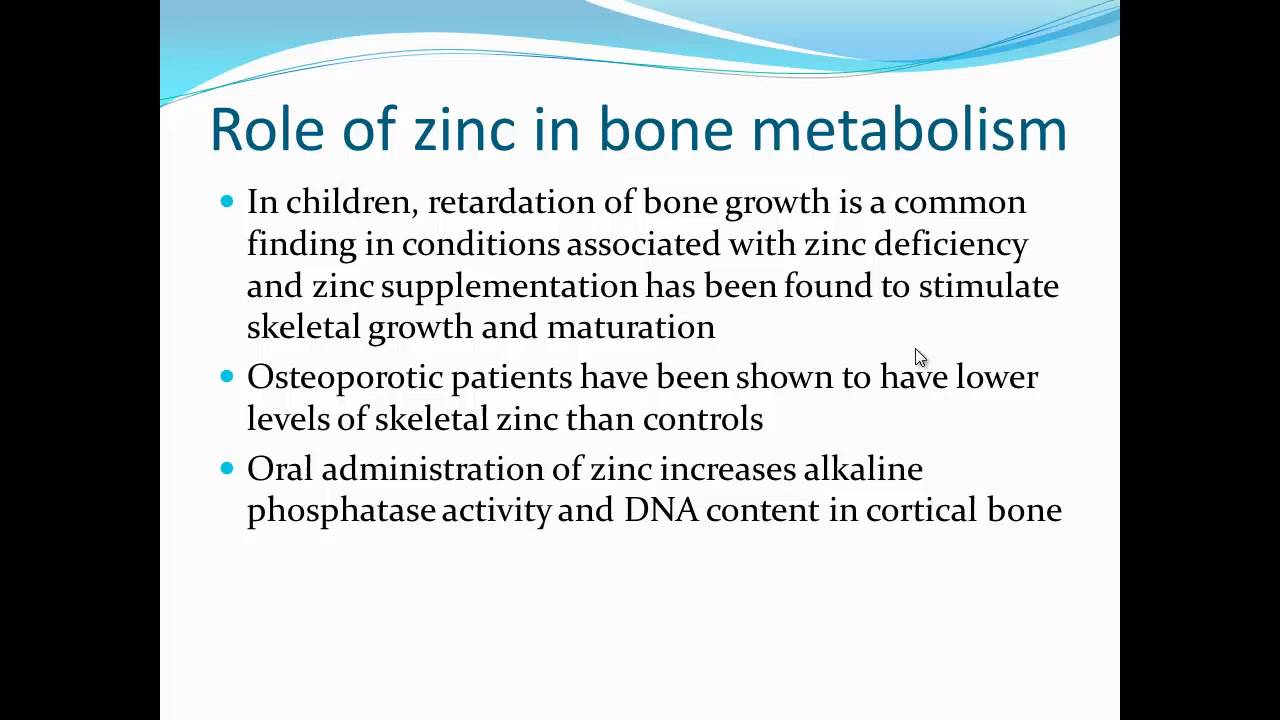 Role of zinc in bone metabolism
In children, retardation of bone growth is a common
finding in conditions associated with zinc deficiency
and zinc supplementation has been found to stimulate
skeletal growth and maturation
Osteoporotic patients have been shown to have lower
levels of skeletal zinc than controls
Oral administration of zinc increases alkaline
phosphatase activity and DNA content in cortical bone